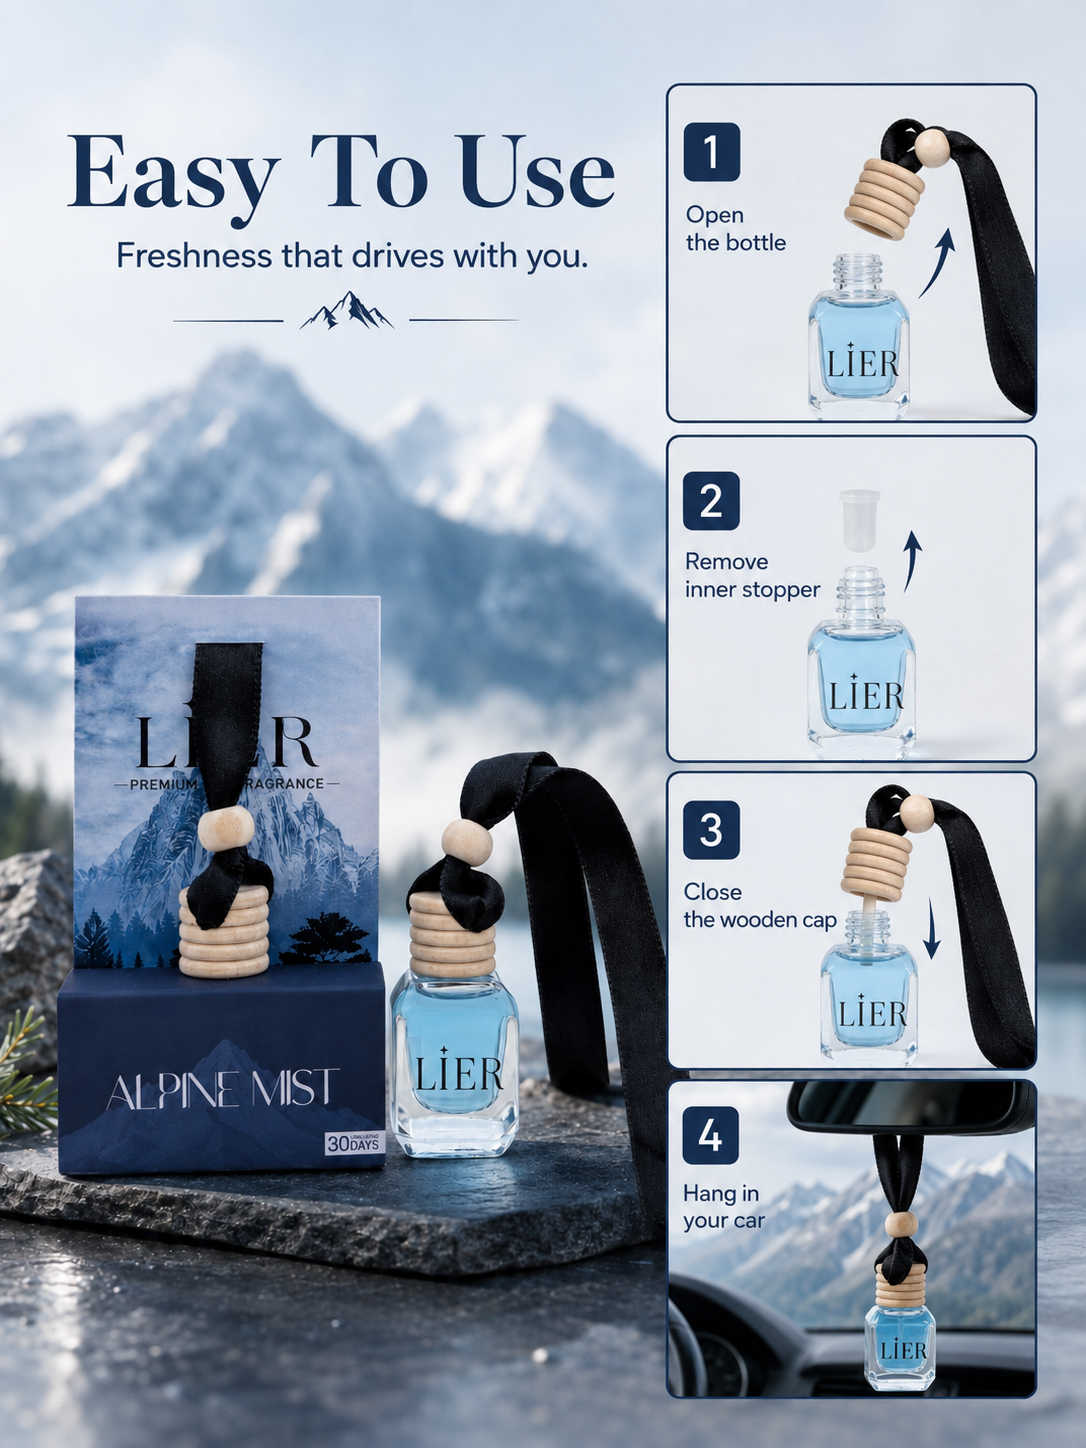 Easy To Use
Freshness that drives with you.
LIER
PREMIUM RAGRANCE
ALPINE MIST
30 DAYS
LIER
1
Open
the bottle
LIER
2
Remove
inner stopper
LIER
3
Close
the wooden cap
LIER
4
Hang in
your car
LIER